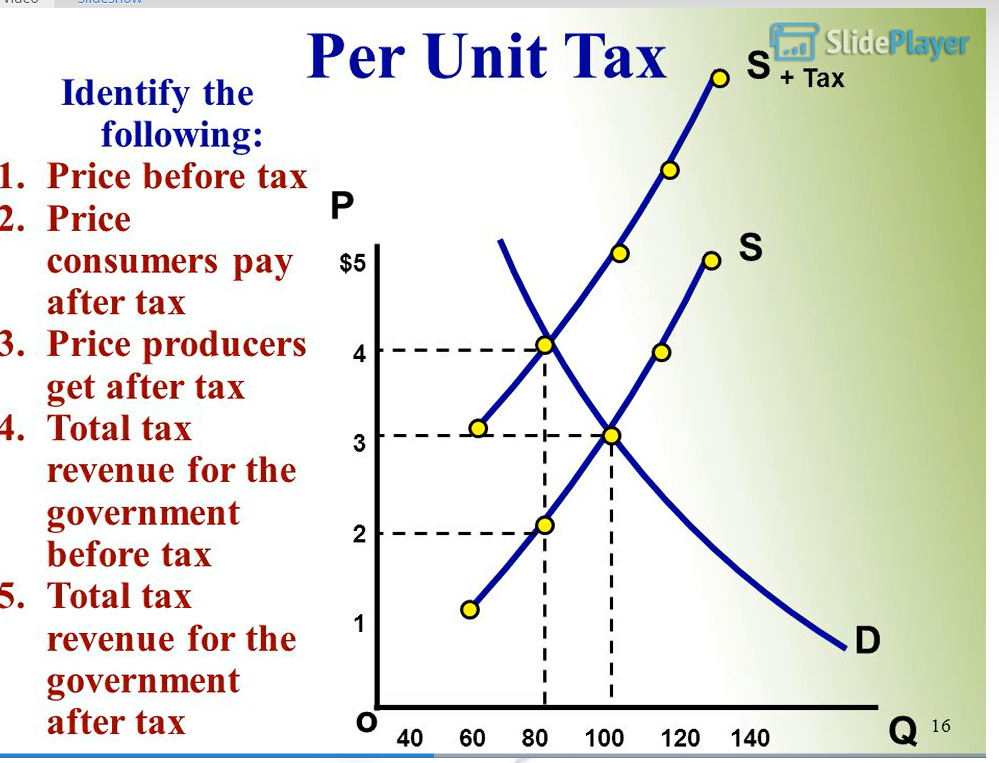 Video
Slideshow
SlidePlayer
Per Unit Tax
S + Tax
Identify the
following:
1. Price before tax
2. Price
consumers pay
after tax
3. Price producers
get after tax
4. Total tax
revenue for the
government
before tax
5. Total tax
revenue for the
government
after tax
P
S
$5
4
3
2
1
D
O
40 60 80 100 120 140
Q
16